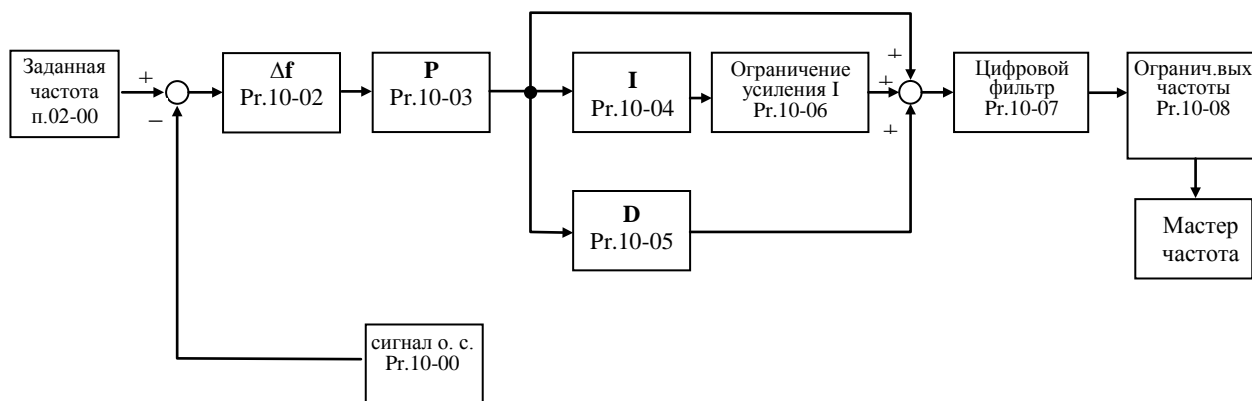 Заданная
частота
п.02-00
+
−
Δf
Pr.10-02
P
Pr.10-03
I
Pr.10-04
Ограничение
усиления I
Pr.10-06
D
Pr.10-05
+
+
+
Цифровой
фильтр
Pr.10-07
Огранич.вых
частоты
Pr.10-08
Мастер
частота
сигнал о. с.
Pr.10-00